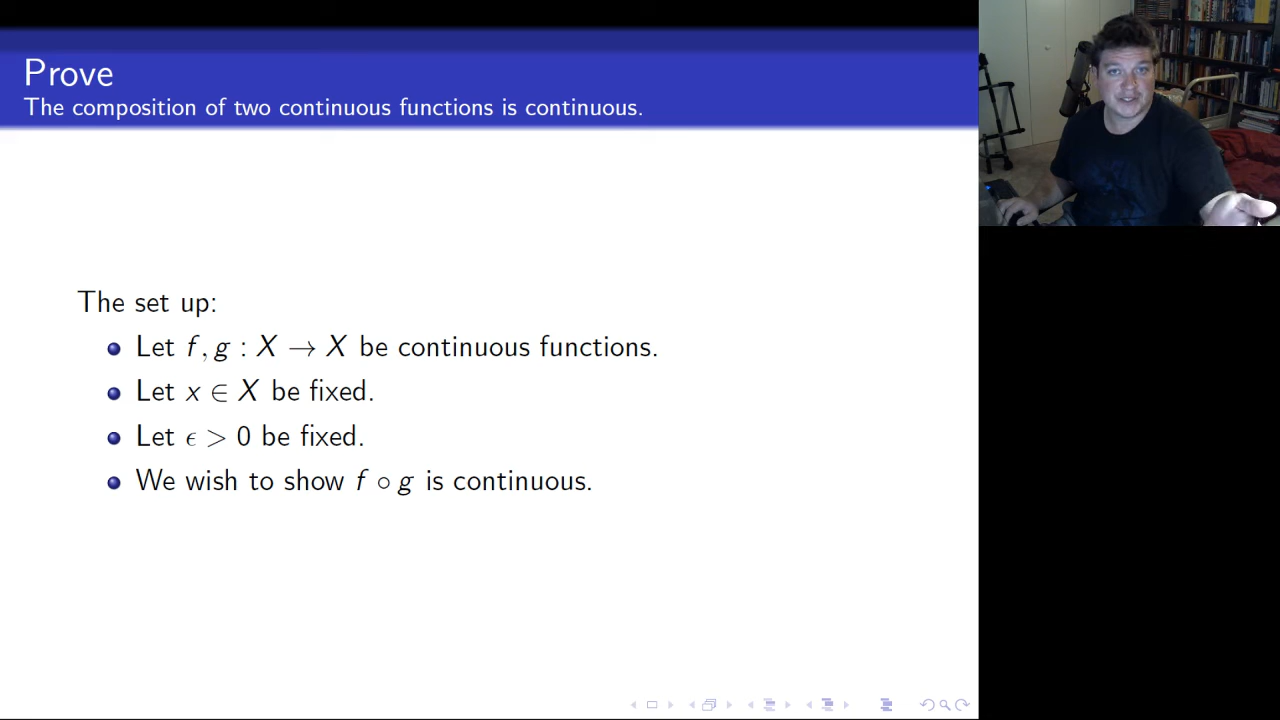 Prove
The composition of two continuous functions is continuous.
The set up:
Let f, g : X → X be continuous functions.
Let x ∈ X be fixed.
Let ϵ > 0 be fixed.
We wish to show f ∘ g is continuous.